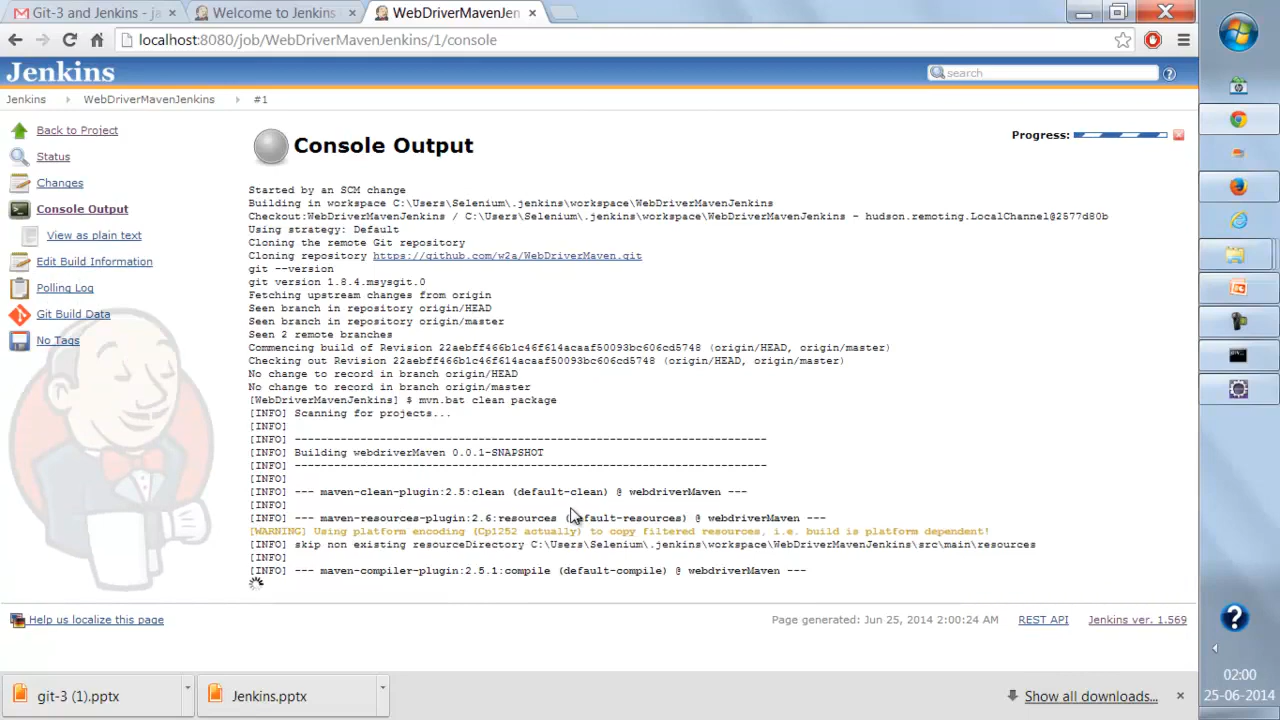 Git-3 and Jenkins - j
Welcome to Jenkins
WebDriverMavenJen
localhost:8080/job/WebDriverMavenJenkins/1/console
Jenkins
search
Jenkins
WebDriverMavenJenkins
#1
Back to Project
Status
Changes
Console Output
View as plain text
Edit Build Information
Polling Log
Git Build Data
No Tags
Console Output
Progress:
Started by an SCM change
Building in workspace C:\Users\Selenium\.jenkins\workspace\WebDriverMavenJenkins
Checkout:WebDriverMavenJenkins / C:\Users\Selenium\.jenkins\workspace\WebDriverMavenJenkins - hudson.remoting.LocalChannel@2577d80b
Using strategy: Default
Cloning the remote Git repository
Cloning repository https://github.com/w2a/WebDriverMaven.git
git --version
git version 1.8.4.msysgit.0
Fetching upstream changes from origin
Seen branch in repository origin/HEAD
Seen branch in repository origin/master
Seen 2 remote branches
Commencing build of Revision 22aebff466b1c46f614acaaf50093bc606cd5748 (origin/HEAD, origin/master)
Checking out Revision 22aebff466b1c46f614acaaf50093bc606cd5748 (origin/HEAD, origin/master)
No change to record in branch origin/HEAD
No change to record in branch origin/master
[WebDriverMavenJenkins] $ mvn.bat clean package
[INFO] Scanning for projects...
[INFO]
[INFO] ------------------------------------------------------------------------
[INFO] Building webdriverMaven 0.0.1-SNAPSHOT
[INFO] ------------------------------------------------------------------------
[INFO]
[INFO] --- maven-clean-plugin:2.5:clean (default-clean) @ webdriverMaven ---
[INFO]
[INFO] --- maven-resources-plugin:2.6:resources (default-resources) @ webdriverMaven ---
[WARNING] Using platform encoding (Cp1252 actually) to copy filtered resources, i.e. build is platform dependent!
[INFO] skip non existing resourceDirectory C:\Users\Selenium\.jenkins\workspace\WebDriverMavenJenkins\src\main\resources
[INFO]
[INFO] --- maven-compiler-plugin:2.5.1:compile (default-compile) @ webdriverMaven ---
Help us localize this page
Page generated: Jun 25, 2014 2:00:24 AM
REST API
Jenkins ver. 1.569
git-3 (1).pptx
Jenkins.pptx
Show all downloads...
02:00
25-06-2014